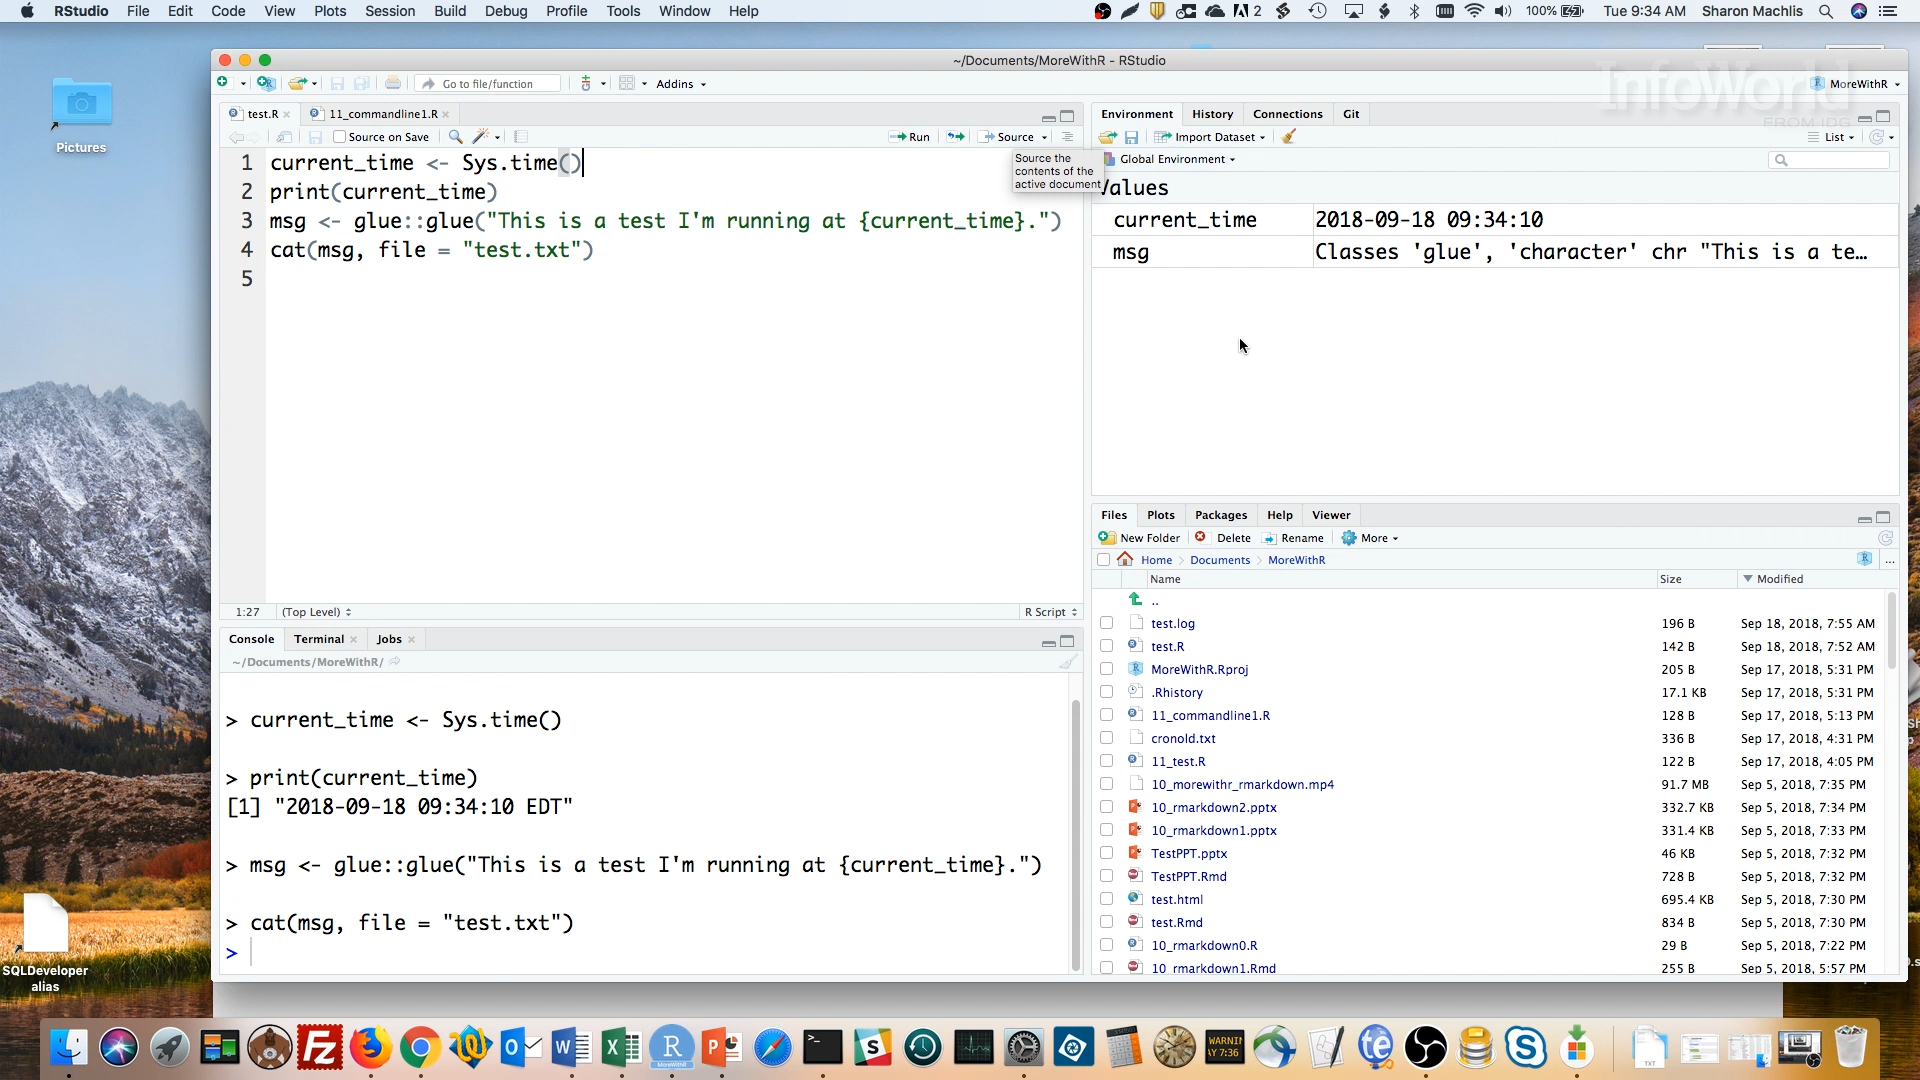 RStudio File Edit Code View Plots Session Build Debug Profile Tools Window Help 2 100% Tue 9:34 AM Sharon Machlis
~/Documents/MoreWithR - RStudio
InfoWorld
FROM IDG
Go to file/function Addins MoreWithR
Pictures
test.R 11_commandline1.R
Source on Save Run Source
Source the
contents of the
active document
1 current_time <- Sys.time()
2 print(current_time)
3 msg <- glue::glue("This is a test I'm running at {current_time}.")
4 cat(msg, file = "test.txt")
5
1:27 (Top Level) R Script
Environment History Connections Git
Import Dataset List
Global Environment
Values
current_time 2018-09-18 09:34:10
msg Classes 'glue', 'character' chr "This is a te…
Console Terminal Jobs
~/Documents/MoreWithR/
> current_time <- Sys.time()
> print(current_time)
[1] "2018-09-18 09:34:10 EDT"
> msg <- glue::glue("This is a test I'm running at {current_time}.")
> cat(msg, file = "test.txt")
>
Files Plots Packages Help Viewer
New Folder Delete Rename More
Home Documents MoreWithR ...
Name Size Modified
..
test.log 196 B Sep 18, 2018, 7:55 AM
test.R 142 B Sep 18, 2018, 7:52 AM
MoreWithR.Rproj 205 B Sep 17, 2018, 5:31 PM
.Rhistory 17.1 KB Sep 17, 2018, 5:31 PM
11_commandline1.R 128 B Sep 17, 2018, 5:13 PM
cronold.txt 336 B Sep 17, 2018, 4:31 PM
11_test.R 122 B Sep 17, 2018, 4:05 PM
10_morewithr_rmarkdown.mp4 91.7 MB Sep 5, 2018, 7:35 PM
10_rmarkdown2.pptx 332.7 KB Sep 5, 2018, 7:34 PM
10_rmarkdown1.pptx 331.4 KB Sep 5, 2018, 7:33 PM
TestPPT.pptx 46 KB Sep 5, 2018, 7:32 PM
TestPPT.Rmd 728 B Sep 5, 2018, 7:32 PM
test.html 695.4 KB Sep 5, 2018, 7:30 PM
test.Rmd 834 B Sep 5, 2018, 7:30 PM
10_rmarkdown0.R 29 B Sep 5, 2018, 7:22 PM
10_rmarkdown1.Rmd 255 B Sep 5, 2018, 5:57 PM
SQLDeveloper
alias